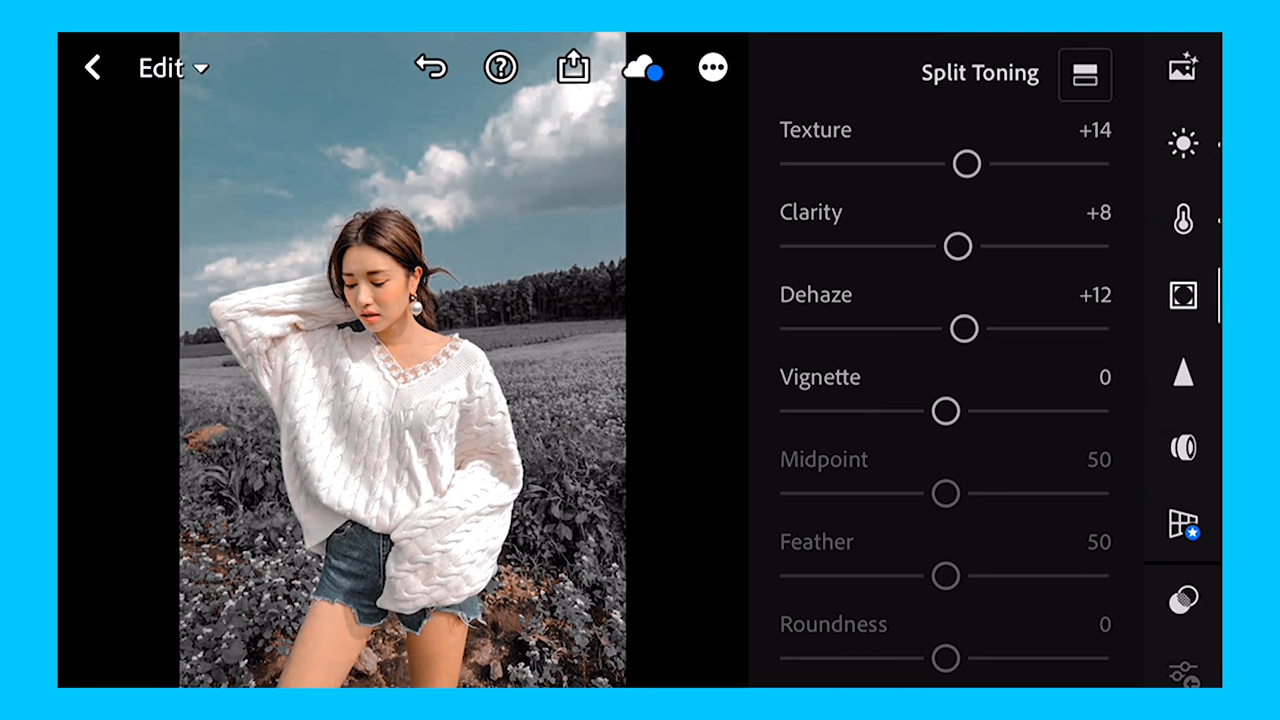 Edit
Split Toning
Texture +14
Clarity +8
Dehaze +12
Vignette 0
Midpoint 50
Feather 50
Roundness 0